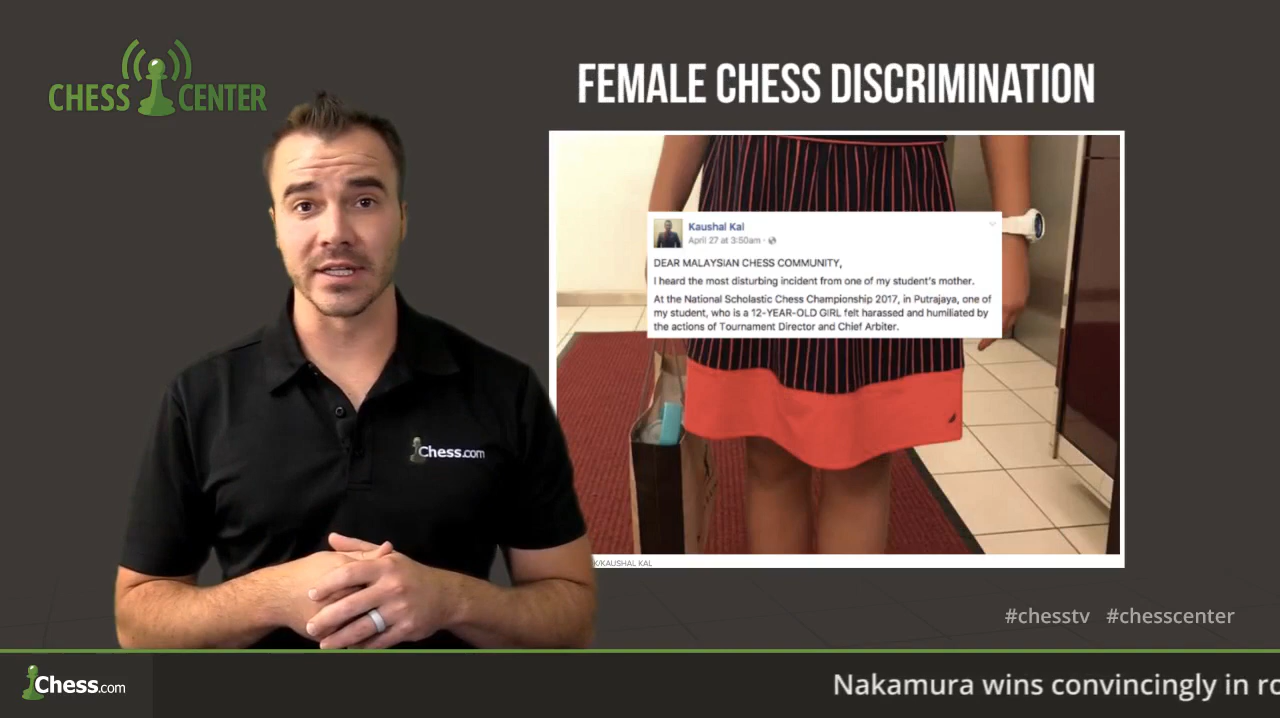 CHESS CENTER
FEMALE CHESS DISCRIMINATION
Kaushal Kal
April 27 at 3:50am ·
DEAR MALAYSIAN CHESS COMMUNITY,
I heard the most disturbing incident from one of my student's mother.
At the National Scholastic Chess Championship 2017, in Putrajaya, one of
my student, who is a 12-YEAR-OLD GIRL felt harassed and humiliated by
the actions of Tournament Director and Chief Arbiter.
Chess.com
K/KAUSHAL KAL
#chesstv #chesscenter
Chess.com
Nakamura wins convincingly in ro